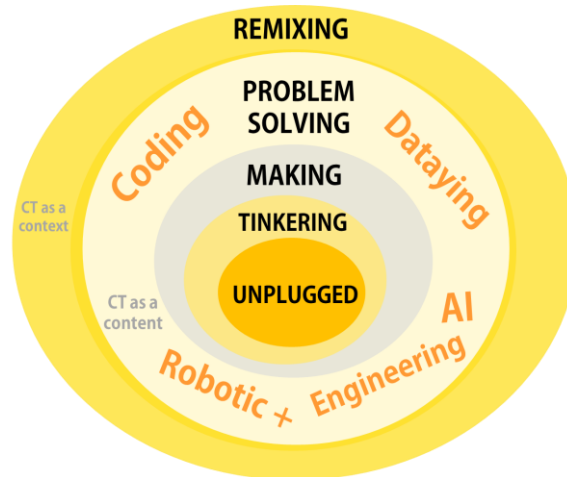 REMIXING
PROBLEM
SOLVING
Coding
Dataying
MAKING
CT as a
context
TINKERING
UNPLUGGED
CT as a
content
AI
Robotic +
Engineering